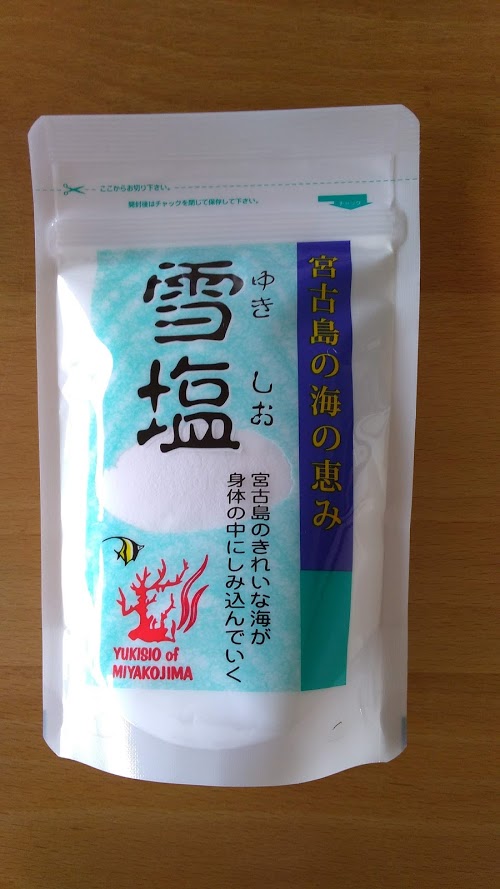 ここからお切り下さい。
開封後はチャックを閉じて保存して下さい。
宮古島の海の恵み
雪塩
ゆき しお
宮古島のきれいな海が
身体の中にしみ込んでいく
YUKISIO of
MIYAKOJIMA